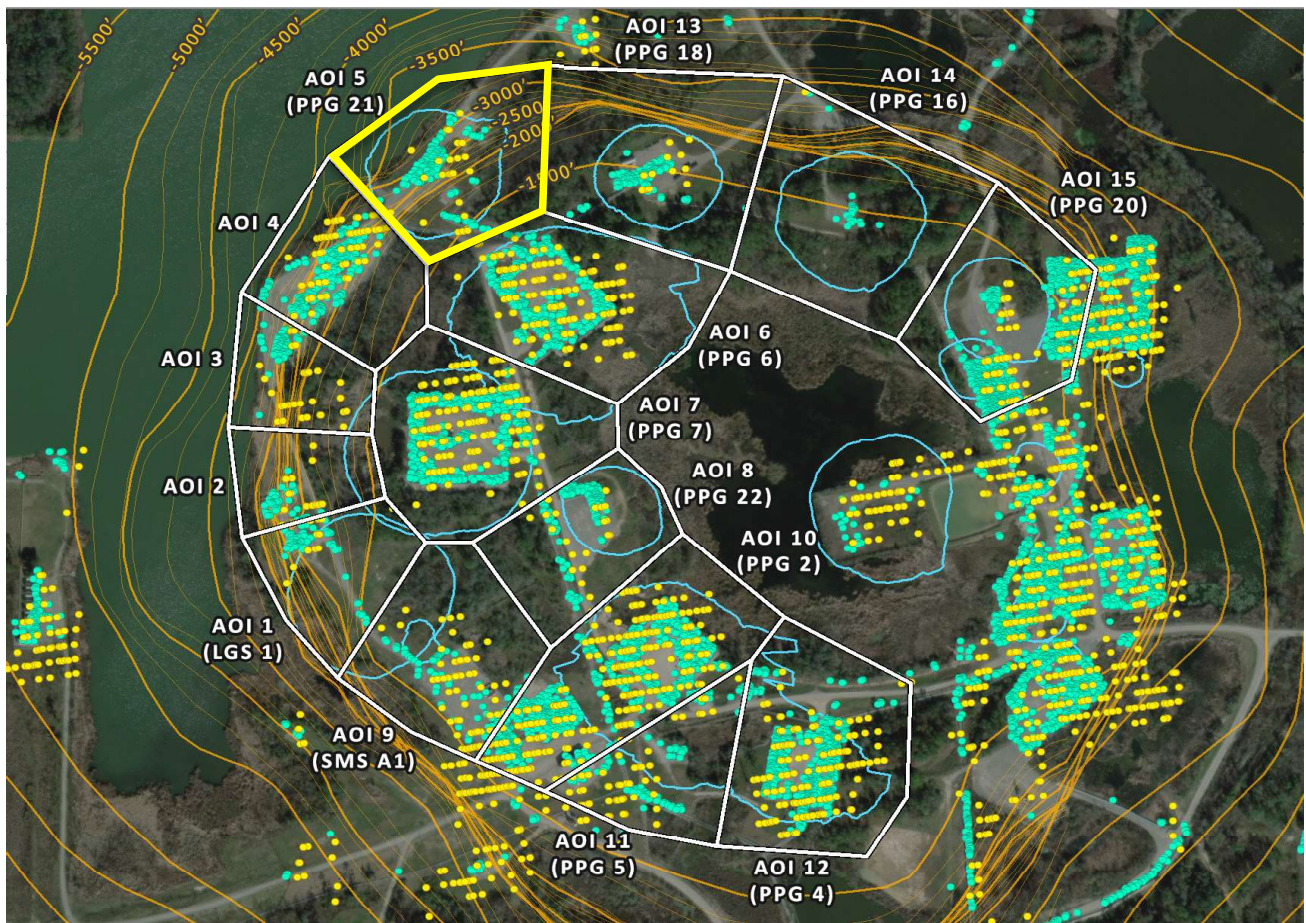 -5500'
-5000'
-4500'
-4000'
-3500'
-3000'
-2500'
-2000'
AOI 13
(PPG 18)
AOI 5
(PPG 21)
AOI 14
(PPG 16)
AOI 15
(PPG 20)
AOI 4
AOI 3
AOI 6
(PPG 6)
AOI 7
(PPG 7)
AOI 2
AOI 8
(PPG 22)
AOI 10
(PPG 2)
AOI 1
(LGS 1)
AOI 9
(SMS A1)
AOI 11
(PPG 5)
AOI 12
(PPG 4)